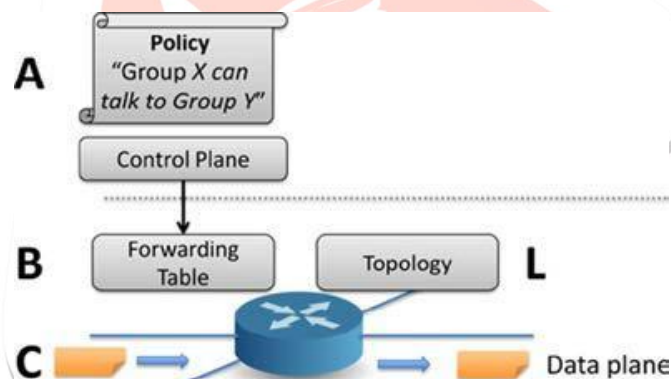 A
Policy
“Group X can
talk to Group Y”
Control Plane
B
Forwarding
Table
Topology
L
C
Data plane